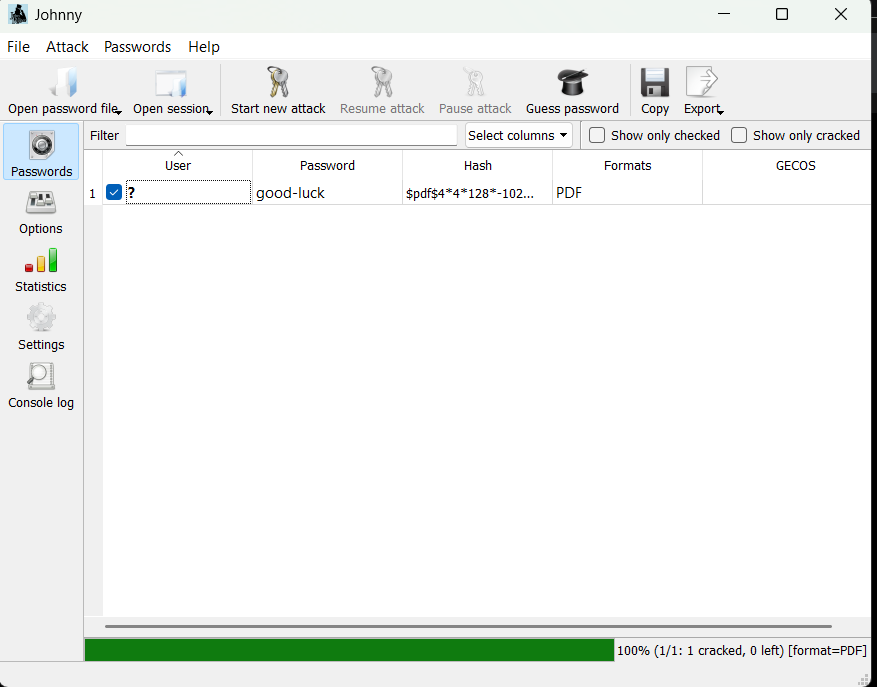 Johnny
File Attack Passwords Help
Open password file Open session Start new attack Resume attack Pause attack Guess password Copy Export
Passwords
Options
Statistics
Settings
Console log
Filter Select columns Show only checked Show only cracked
User Password Hash Formats GECOS
1 ? good-luck $pdf$4*4*128*-102... PDF
100% (1/1: 1 cracked, 0 left) [format=PDF]